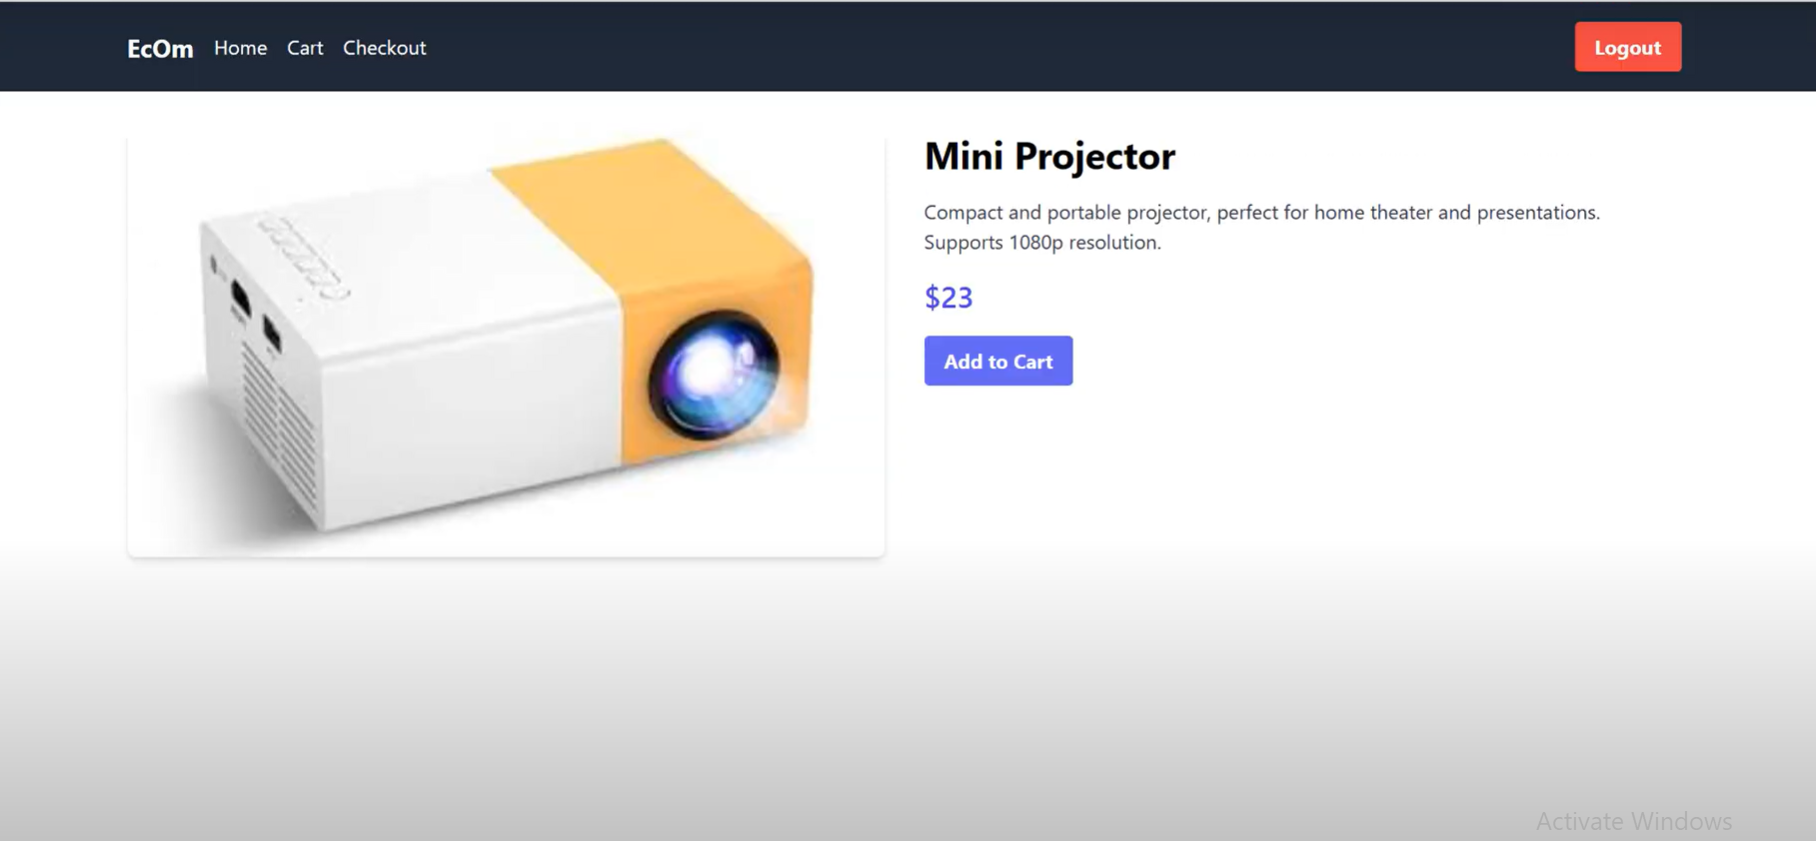 EcOm Home Cart Checkout Logout
Mini Projector
Compact and portable projector, perfect for home theater and presentations.
Supports 1080p resolution.
$23
Add to Cart
Activate Windows